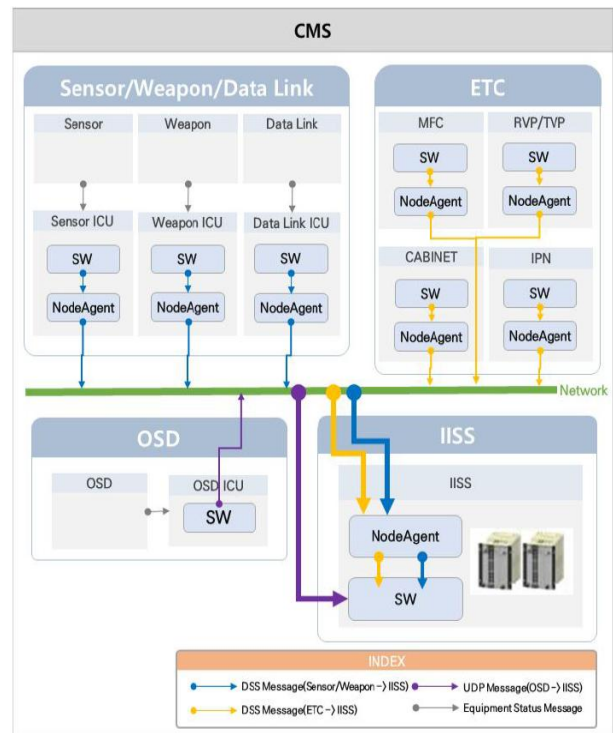 CMS
Sensor/Weapon/Data Link
Sensor
Weapon
Data Link
Sensor ICU
Weapon ICU
Data Link ICU
SW
SW
SW
NodeAgent
NodeAgent
NodeAgent
ETC
MFC
RVP/TVP
SW
SW
NodeAgent
NodeAgent
CABINET
IPN
SW
SW
NodeAgent
NodeAgent
Network
OSD
OSD
OSD ICU
SW
IISS
IISS
NodeAgent
SW
INDEX
DSS Message(Sensor/Weapon->IISS)
UDP Message(OSD->IISS)
DSS Message(ETC->IISS)
Equipment Status Message